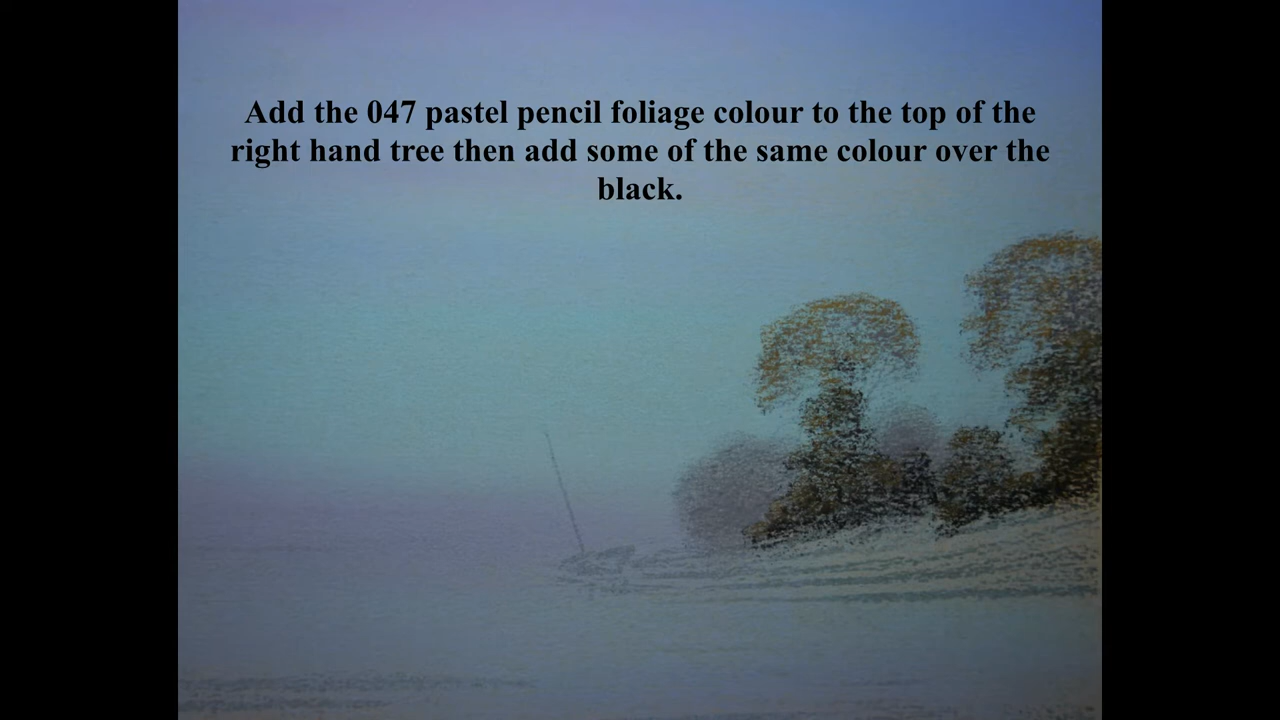 Add the 047 pastel pencil foliage colour to the top of the
right hand tree then add some of the same colour over the
black.